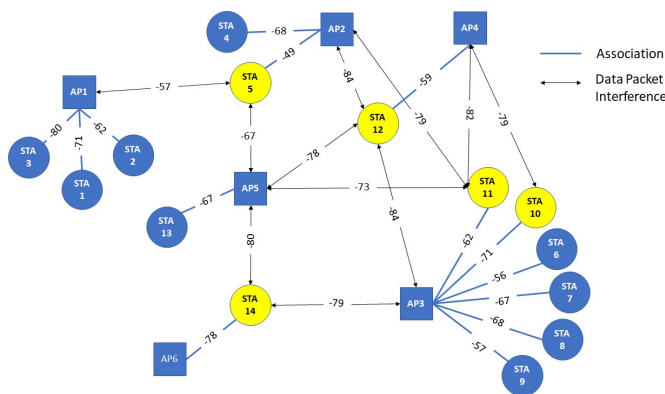 STA
4
-68
AP2
AP4
-49
Association
AP1
-57
STA
5
-84
-59
Data Packet
Interference
-80
-71
-62
STA
3
STA
1
STA
2
-67
STA
12
-79
-82
-79
-78
STA
13
-67
AP5
-73
STA
11
STA
10
-84
-62
-71
-80
STA
6
-56
STA
14
-79
AP3
-67
STA
7
-68
STA
8
AP6
-78
-57
STA
9